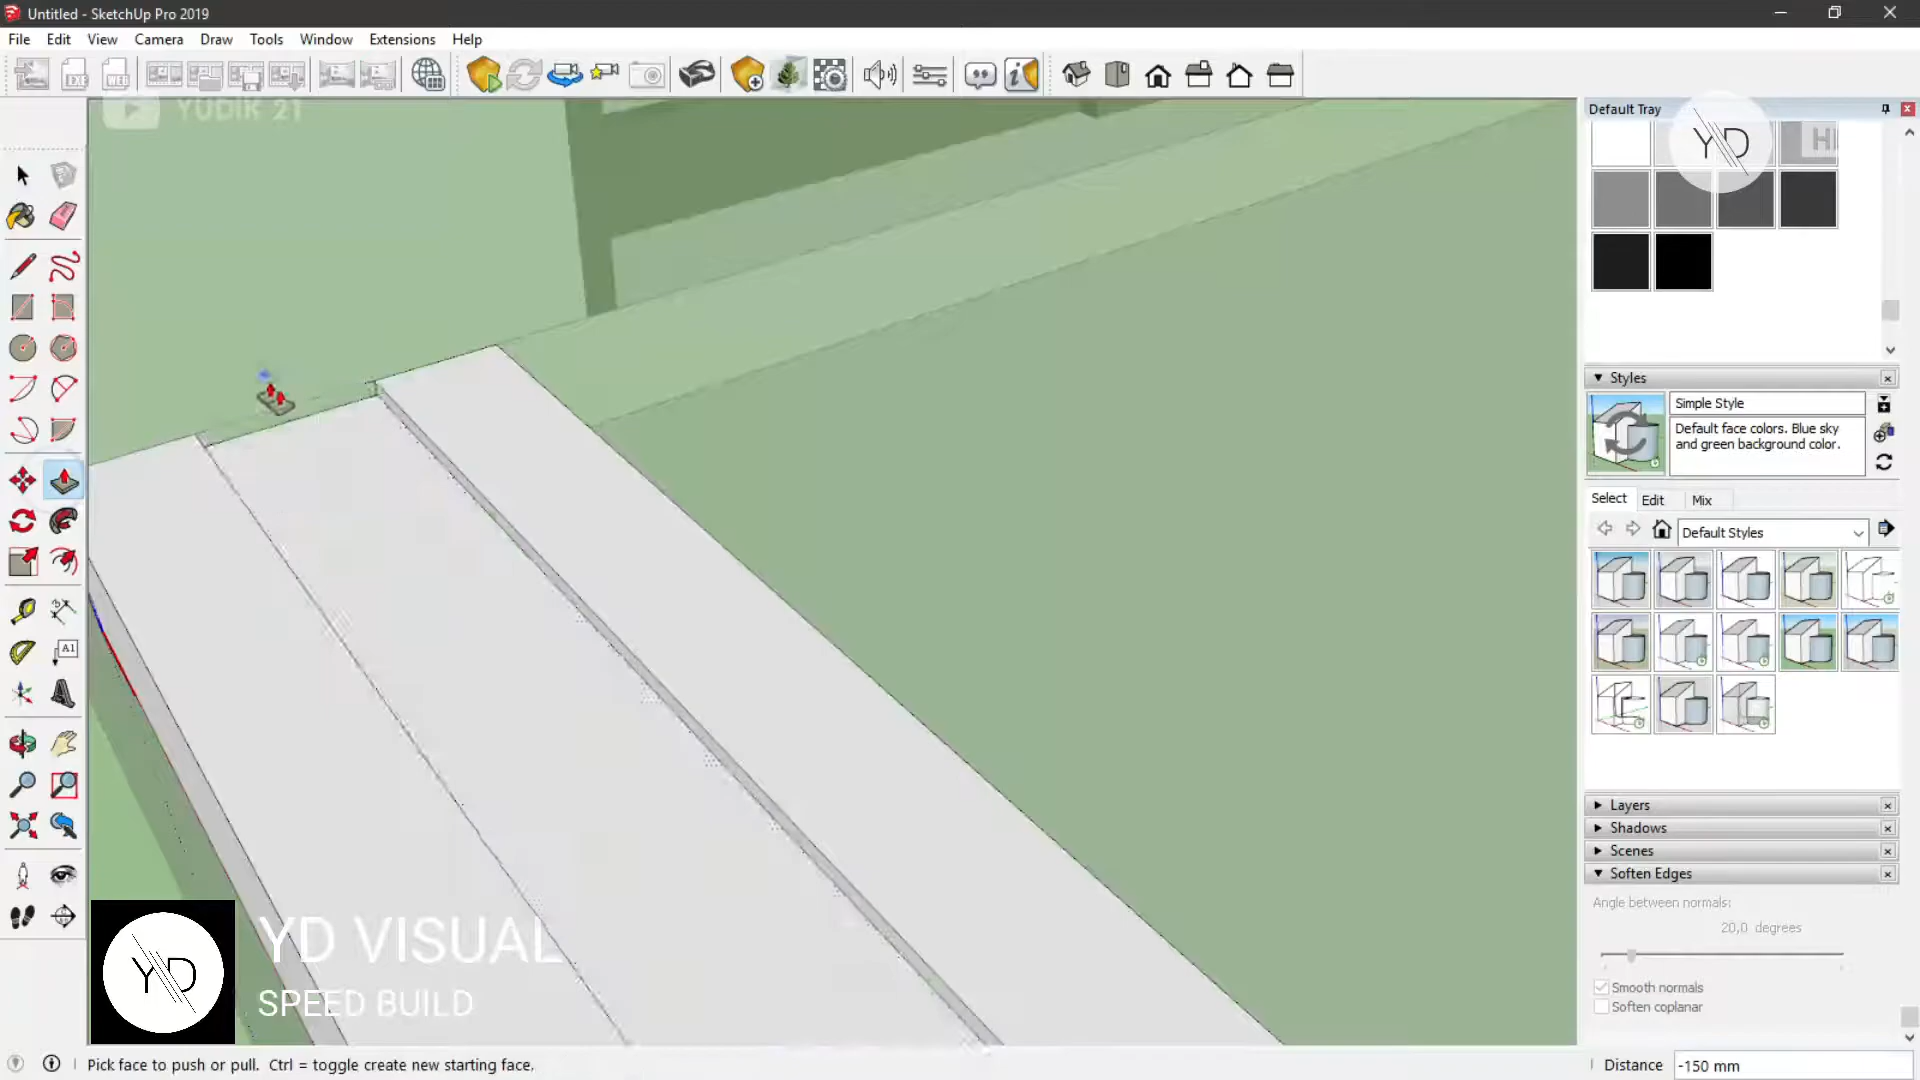 Untitled - SketchUp Pro 2019
File Edit View Camera Draw Tools Window Extensions Help
YUDIK 21
Default Tray
YD
Styles
Simple Style
Default face colors. Blue sky
and green background color.
Select Edit Mix
Default Styles
A1
Layers
Shadows
Scenes
Soften Edges
Angle between normals:
20,0 degrees
Smooth normals
Soften coplanar
YD
YD VISUAL
SPEED BUILD
Pick face to push or pull. Ctrl = toggle create new starting face.
Distance -150 mm